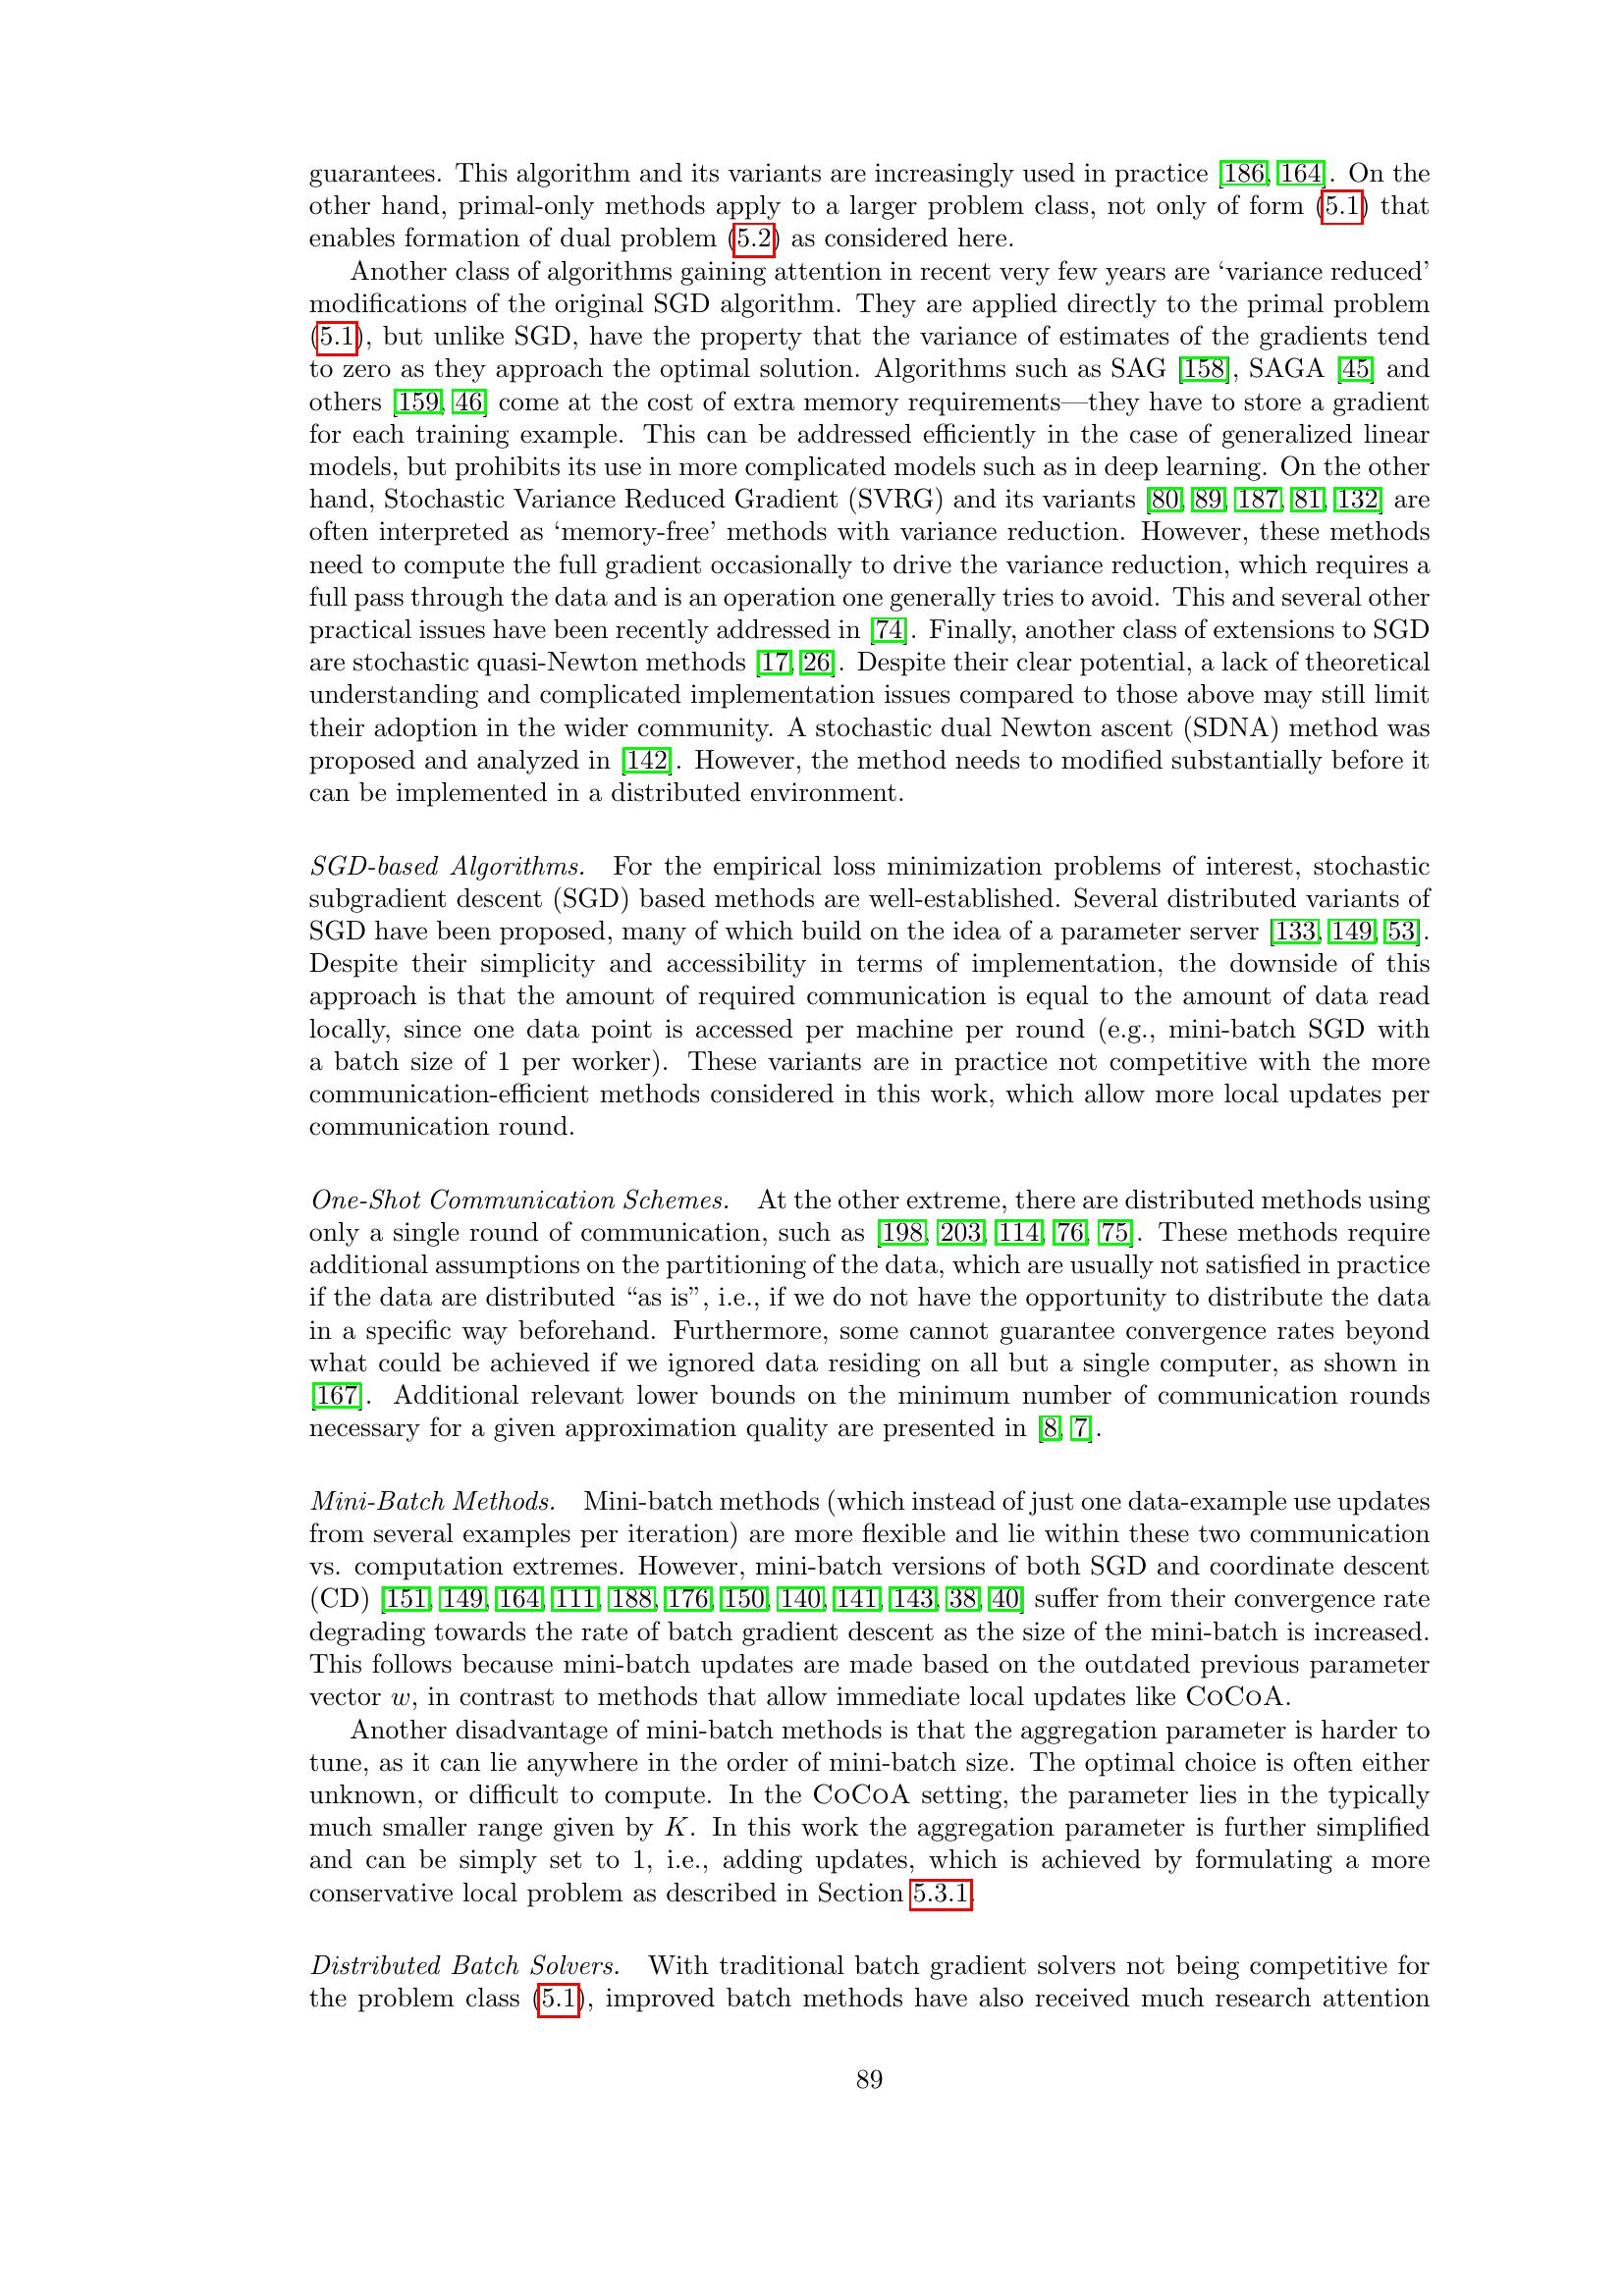 guarantees. This algorithm and its variants are increasingly used in practice [186, 164]. On the
other hand, primal-only methods apply to a larger problem class, not only of form (5.1) that
enables formation of dual problem (5.2) as considered here.
Another class of algorithms gaining attention in recent very few years are ‘variance reduced’
modifications of the original SGD algorithm. They are applied directly to the primal problem
(5.1), but unlike SGD, have the property that the variance of estimates of the gradients tend
to zero as they approach the optimal solution. Algorithms such as SAG [158], SAGA [45] and
others [159, 46] come at the cost of extra memory requirements—they have to store a gradient
for each training example. This can be addressed efficiently in the case of generalized linear
models, but prohibits its use in more complicated models such as in deep learning. On the other
hand, Stochastic Variance Reduced Gradient (SVRG) and its variants [80, 89, 187, 81, 132] are
often interpreted as ‘memory-free’ methods with variance reduction. However, these methods
need to compute the full gradient occasionally to drive the variance reduction, which requires a
full pass through the data and is an operation one generally tries to avoid. This and several other
practical issues have been recently addressed in [74]. Finally, another class of extensions to SGD
are stochastic quasi-Newton methods [17, 26]. Despite their clear potential, a lack of theoretical
understanding and complicated implementation issues compared to those above may still limit
their adoption in the wider community. A stochastic dual Newton ascent (SDNA) method was
proposed and analyzed in [142]. However, the method needs to modified substantially before it
can be implemented in a distributed environment.
SGD-based Algorithms. For the empirical loss minimization problems of interest, stochastic
subgradient descent (SGD) based methods are well-established. Several distributed variants of
SGD have been proposed, many of which build on the idea of a parameter server [133, 149, 53].
Despite their simplicity and accessibility in terms of implementation, the downside of this
approach is that the amount of required communication is equal to the amount of data read
locally, since one data point is accessed per machine per round (e.g., mini-batch SGD with
a batch size of 1 per worker). These variants are in practice not competitive with the more
communication-efficient methods considered in this work, which allow more local updates per
communication round.
One-Shot Communication Schemes. At the other extreme, there are distributed methods using
only a single round of communication, such as [198, 203, 114, 76, 75]. These methods require
additional assumptions on the partitioning of the data, which are usually not satisfied in practice
if the data are distributed “as is”, i.e., if we do not have the opportunity to distribute the data
in a specific way beforehand. Furthermore, some cannot guarantee convergence rates beyond
what could be achieved if we ignored data residing on all but a single computer, as shown in
[167]. Additional relevant lower bounds on the minimum number of communication rounds
necessary for a given approximation quality are presented in [8, 7].
Mini-Batch Methods. Mini-batch methods (which instead of just one data-example use updates
from several examples per iteration) are more flexible and lie within these two communication
vs. computation extremes. However, mini-batch versions of both SGD and coordinate descent
(CD) [151, 149, 164, 111, 188, 176, 150, 140, 141, 143, 38, 40] suffer from their convergence rate
degrading towards the rate of batch gradient descent as the size of the mini-batch is increased.
This follows because mini-batch updates are made based on the outdated previous parameter
vector w, in contrast to methods that allow immediate local updates like CoCoA.
Another disadvantage of mini-batch methods is that the aggregation parameter is harder to
tune, as it can lie anywhere in the order of mini-batch size. The optimal choice is often either
unknown, or difficult to compute. In the CoCoA setting, the parameter lies in the typically
much smaller range given by K. In this work the aggregation parameter is further simplified
and can be simply set to 1, i.e., adding updates, which is achieved by formulating a more
conservative local problem as described in Section 5.3.1.
Distributed Batch Solvers. With traditional batch gradient solvers not being competitive for
the problem class (5.1), improved batch methods have also received much research attention
89